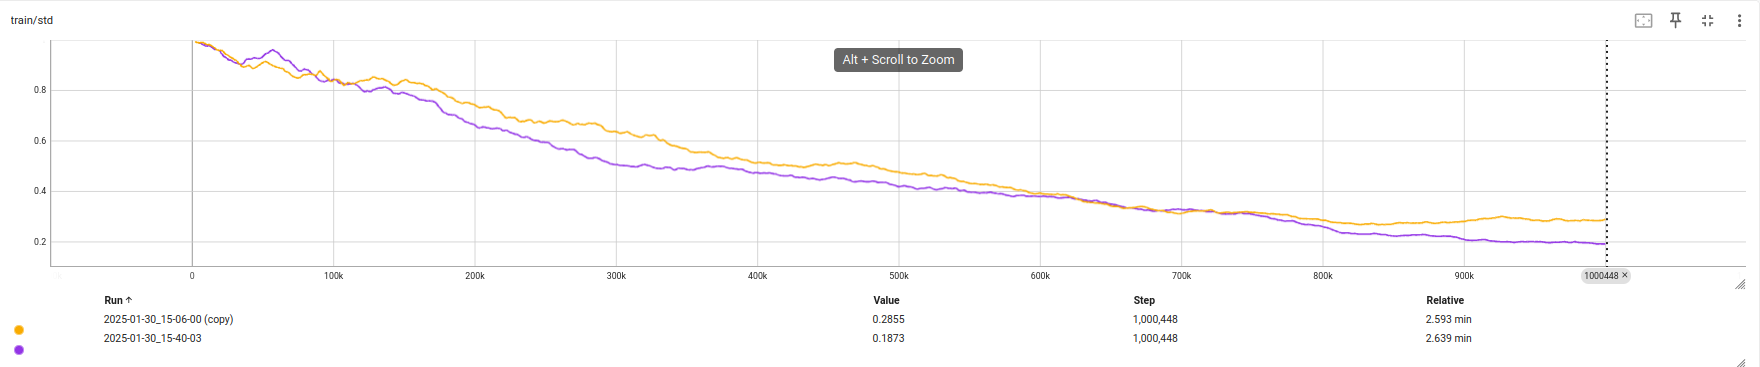 train/std
Alt + Scroll to Zoom
0.8
0.6
0.4
0.2
0 100k 200k 300k 400k 500k 600k 700k 800k 900k 1000448 ×
Run ↑ Value Step Relative
2025-01-30_15-06-00 (copy) 0.2855 1,000,448 2.593 min
2025-01-30_15-40-03 0.1873 1,000,448 2.639 min